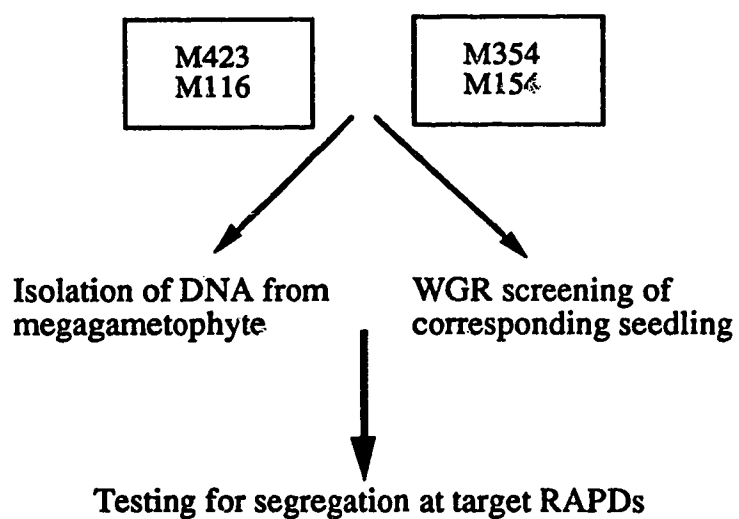 M423
M116
M354
M154
Isolation of DNA from
megagametophyte
WGR screening of
corresponding seedling
Testing for segregation at target RAPDs